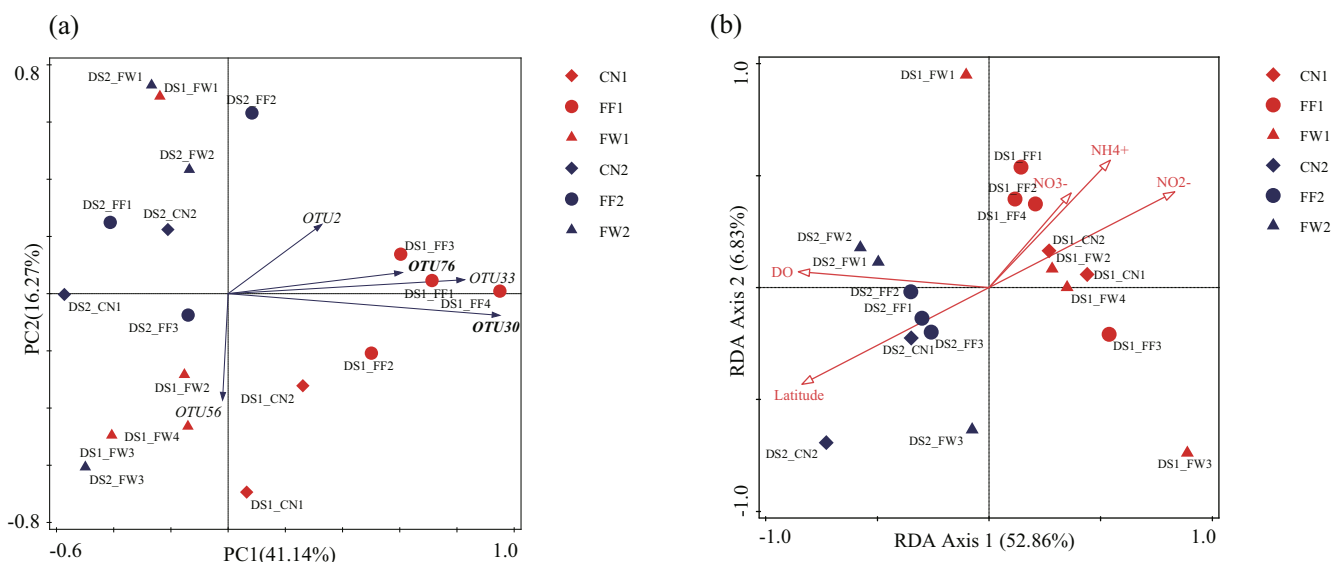 (a)
0.8
DS2_FW1
DS1_FW1
DS2_FF2
DS2_FW2
DS2_FF1
DS2_CN2
OTU2
DS1_FF3
OTU76
OTU33
DS1_FF1
DS1_FF4
OTU30
DS2_CN1
DS2_FF3
DS1_FF2
DS1_FW2
DS1_CN2
OTU56
DS1_FW4
DS1_FW3
DS2_FW3
DS1_CN1
-0.8
-0.6
1.0
PC1(41.14%)
PC2(16.27%)
CN1
FF1
FW1
CN2
FF2
FW2
(b)
1.0
DS1_FW1
NH4+
DS1_FF1
NO3-
NO2-
DS1_FF2
DS1_FF4
DS2_FW2
DS1_CN2
DS2_FW1
DS1_FW2
DO
DS1_CN1
DS2_FF2
DS1_FW4
DS2_FF1
DS2_FF3
DS2_CN1
DS1_FF3
Latitude
DS2_CN2
DS2_FW3
DS1_FW3
-1.0
-1.0
1.0
RDA Axis 1 (52.86%)
RDA Axis 2 (6.83%)
CN1
FF1
FW1
CN2
FF2
FW2